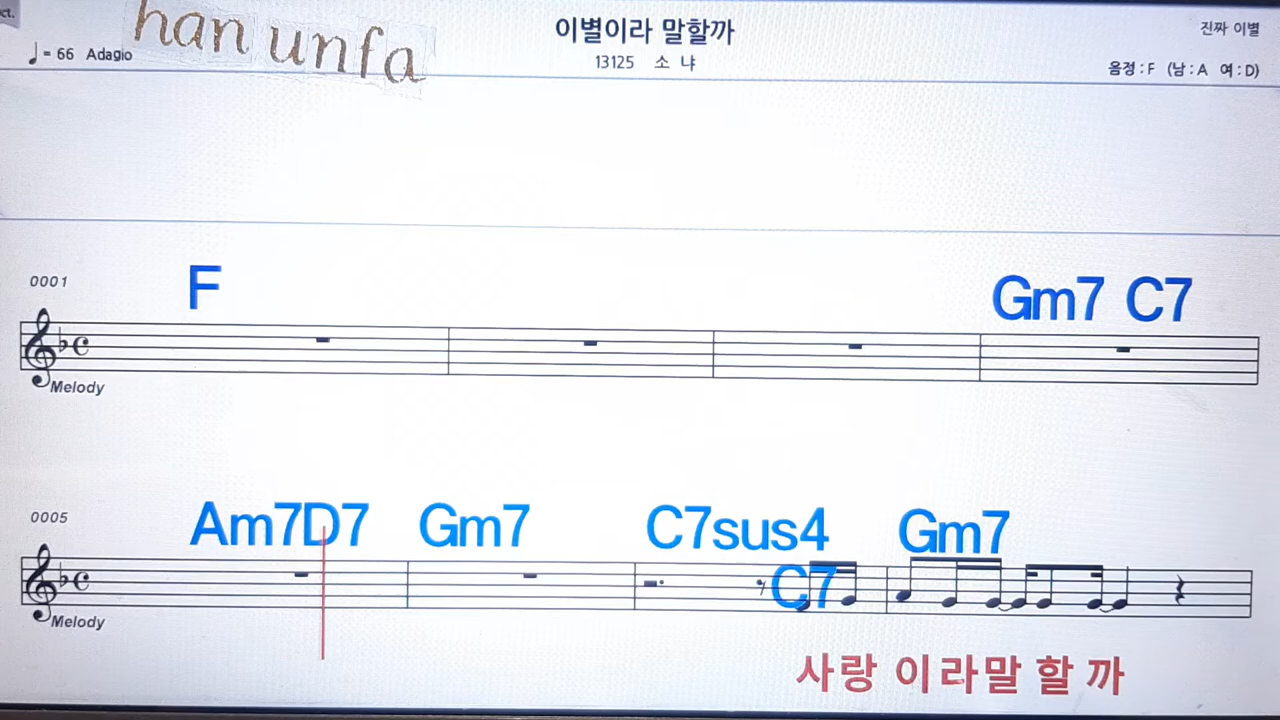 ct.
han unfa
이별이라 말할까
진짜 이별
♩= 66 Adagio
13125 소 냐
음정 : F (남 : A 여 : D)
0001
F Gm7 C7
Melody
0005
Am7 D7 Gm7 C7sus4 Gm7
C7
Melody
사랑 이라말 할 까